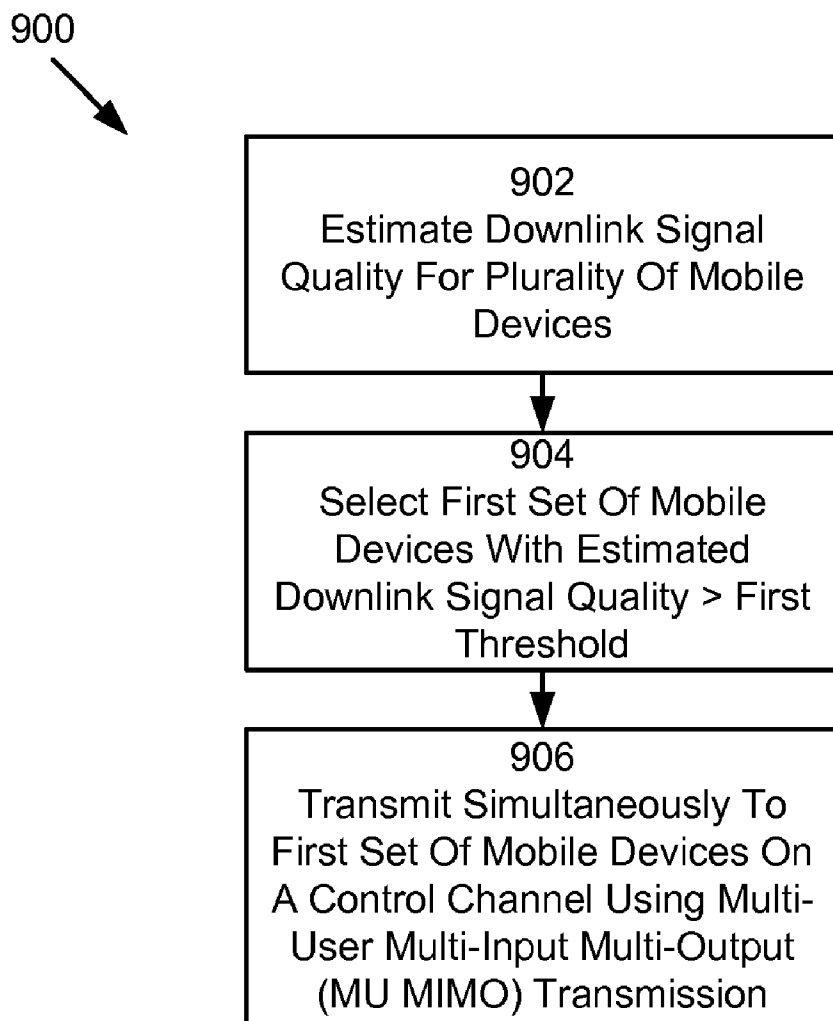 900
902
Estimate Downlink Signal
Quality For Plurality Of Mobile
Devices
904
Select First Set Of Mobile
Devices With Estimated
Downlink Signal Quality > First
Threshold
906
Transmit Simultaneously To
First Set Of Mobile Devices On
A Control Channel Using Multi-
User Multi-Input Multi-Output
(MU MIMO) Transmission